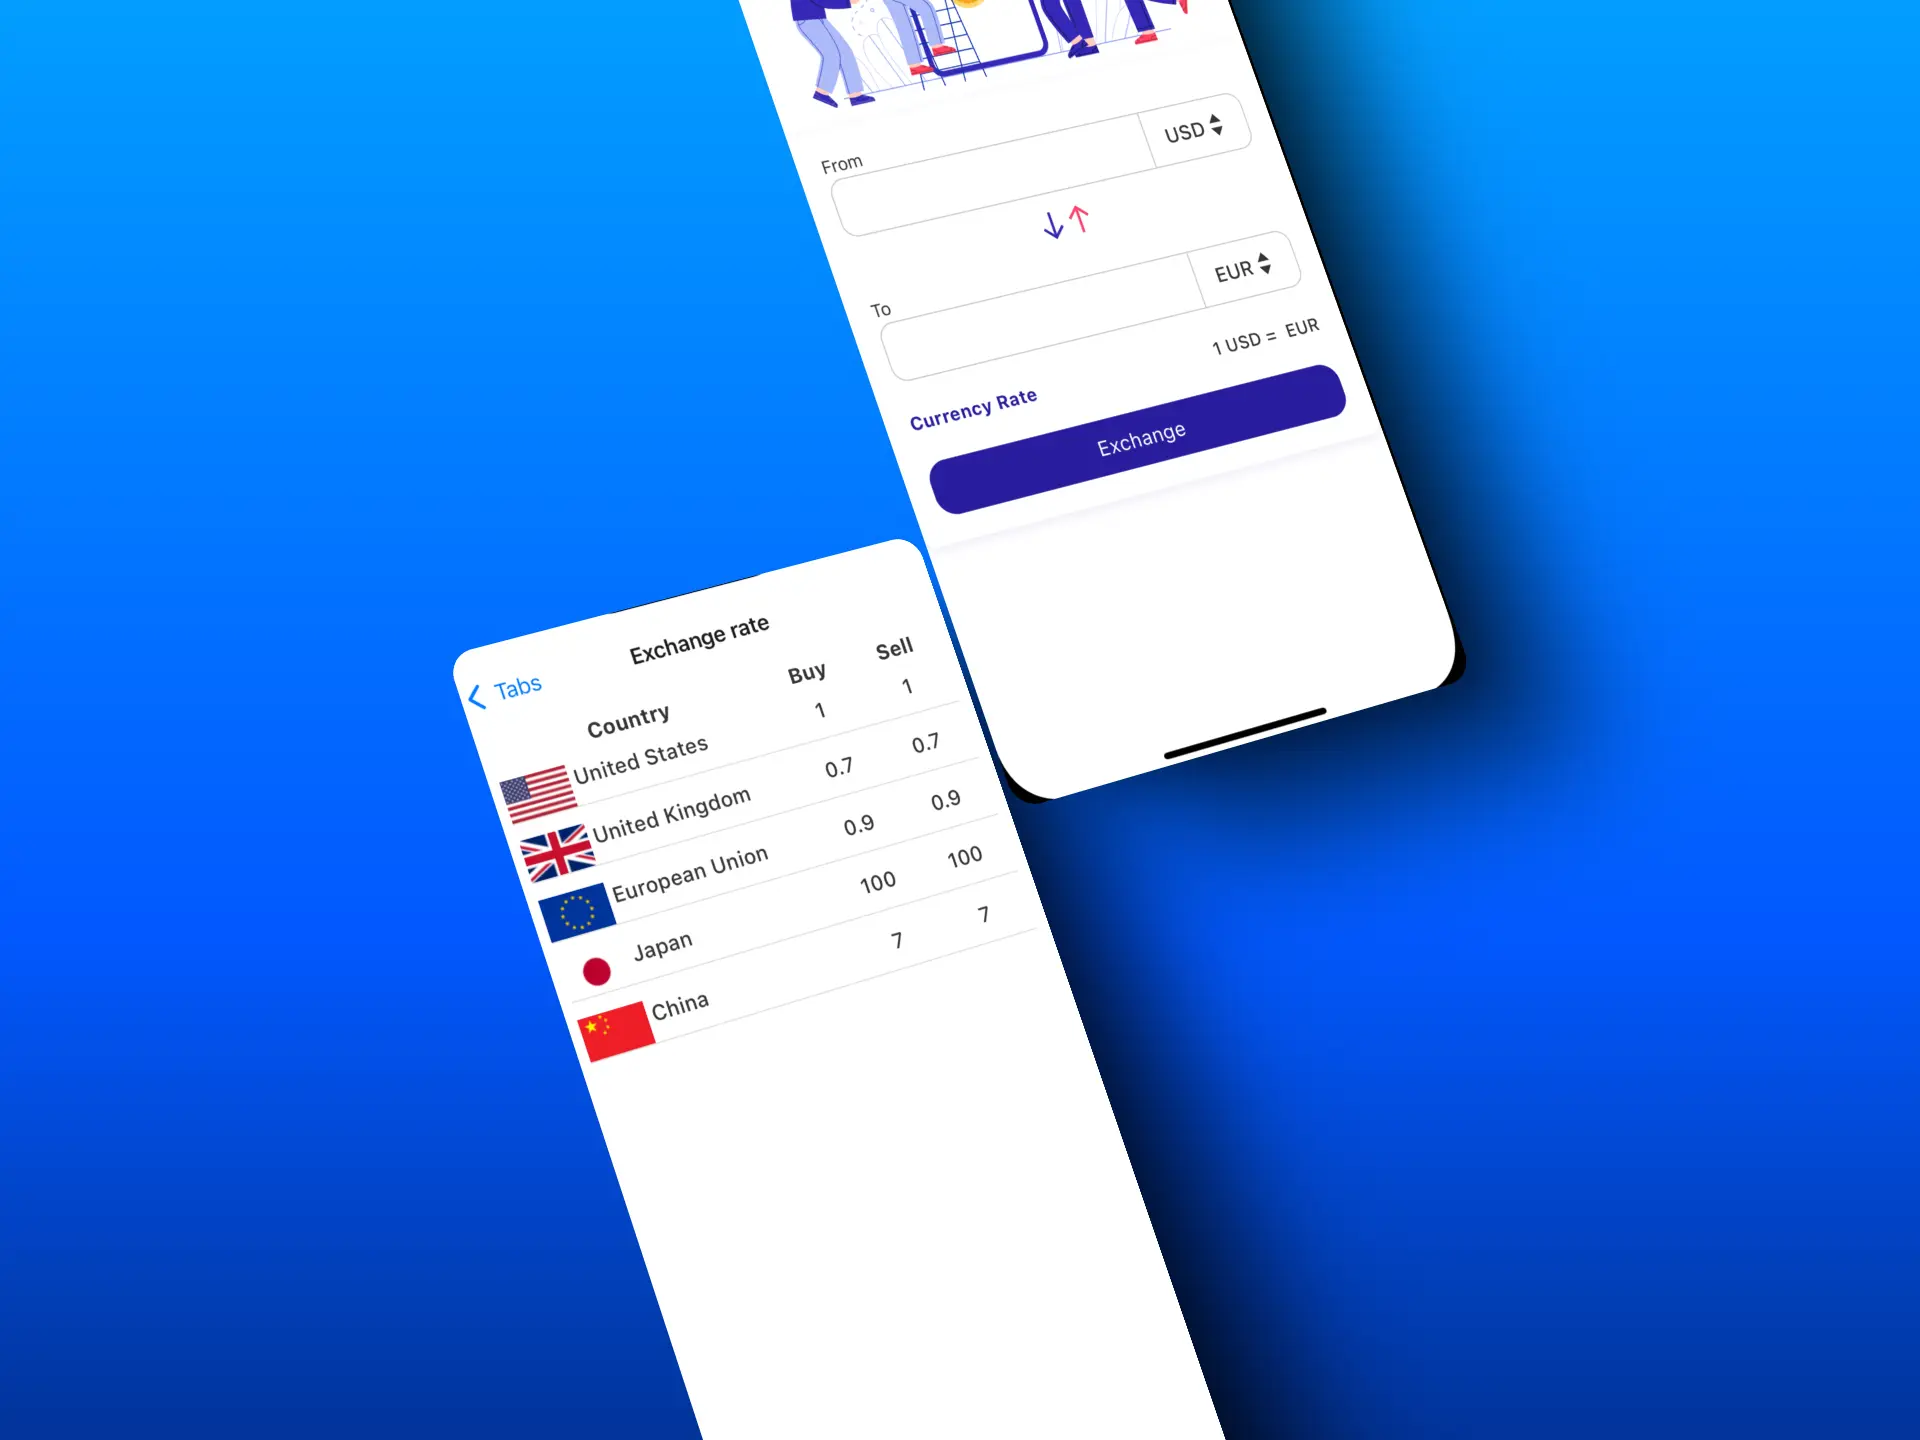 From
USD
To
EUR
1 USD = EUR
Currency Rate
Exchange
Tabs
Exchange rate
Country Buy Sell
United States 1 1
United Kingdom 0.7 0.7
European Union 0.9 0.9
Japan 100 100
China 7 7